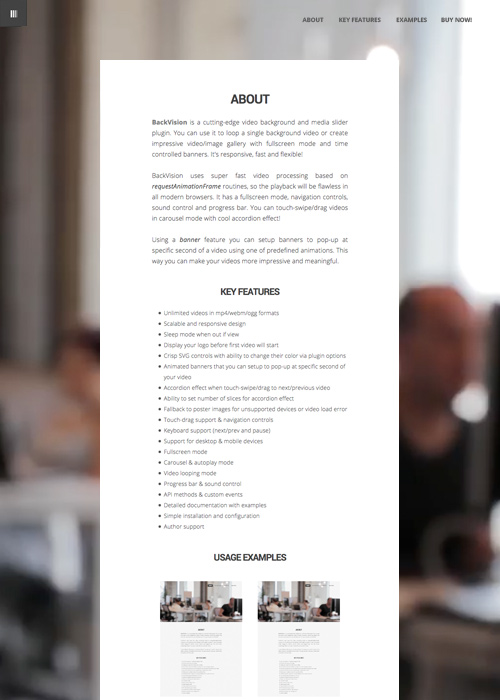 ABOUT KEY FEATURES EXAMPLES BUY NOW!
ABOUT
BackVision is a cutting-edge video background and media slider
plugin. You can use it to loop a single background video or create
impressive video/image gallery with fullscreen mode and time
controlled banners. It's responsive, fast and flexible!
BackVision uses super fast video processing based on
requestAnimationFrame routines, so the playback will be flawless in
all modern browsers. It has a fullscreen mode, navigation controls,
sound control and progress bar. You can touch-swipe/drag videos
in carousel mode with cool accordion effect!
Using a banner feature you can setup banners to pop-up at
specific second of a video using one of predefined animations. This
way you can make your videos more impressive and meaningful.
KEY FEATURES
Unlimited videos in mp4/webm/ogg formats
Scalable and responsive design
Sleep mode when out if view
Display your logo before first video will start
Crisp SVG controls with ability to change their color via plugin options
Animated banners that you can setup to pop-up at specific second of
your video
Accordion effect when touch-swipe/drag to next/previous video
Ability to set number of slices for accordion effect
Fallback to poster images for unsupported devices or video load error
Touch-drag support & navigation controls
Keyboard support (next/prev and pause)
Support for desktop & mobile devices
Fullscreen mode
Carousel & autoplay mode
Video looping mode
Progress bar & sound control
API methods & custom events
Detailed documentation with examples
Simple installation and configuration
Author support
USAGE EXAMPLES